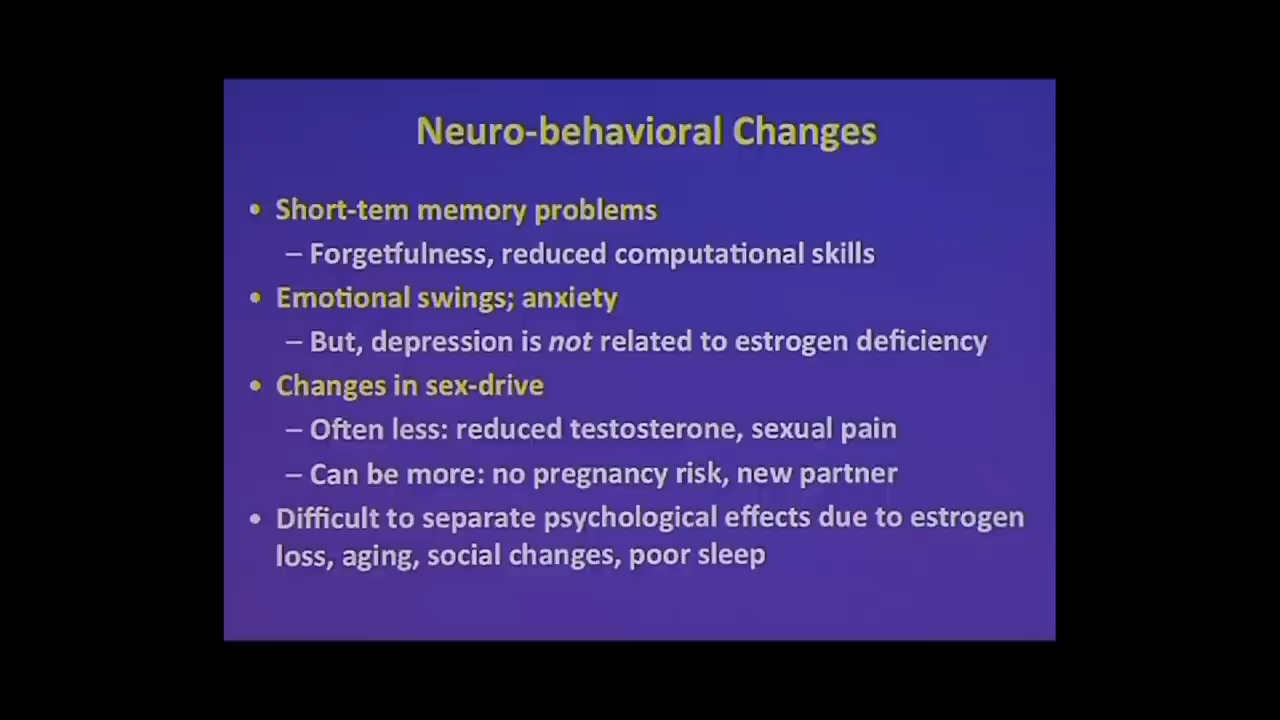 Neuro-behavioral Changes
• Short-tem memory problems
– Forgetfulness, reduced computational skills
• Emotional swings; anxiety
– But, depression is not related to estrogen deficiency
• Changes in sex-drive
– Often less: reduced testosterone, sexual pain
– Can be more: no pregnancy risk, new partner
• Difficult to separate psychological effects due to estrogen
loss, aging, social changes, poor sleep